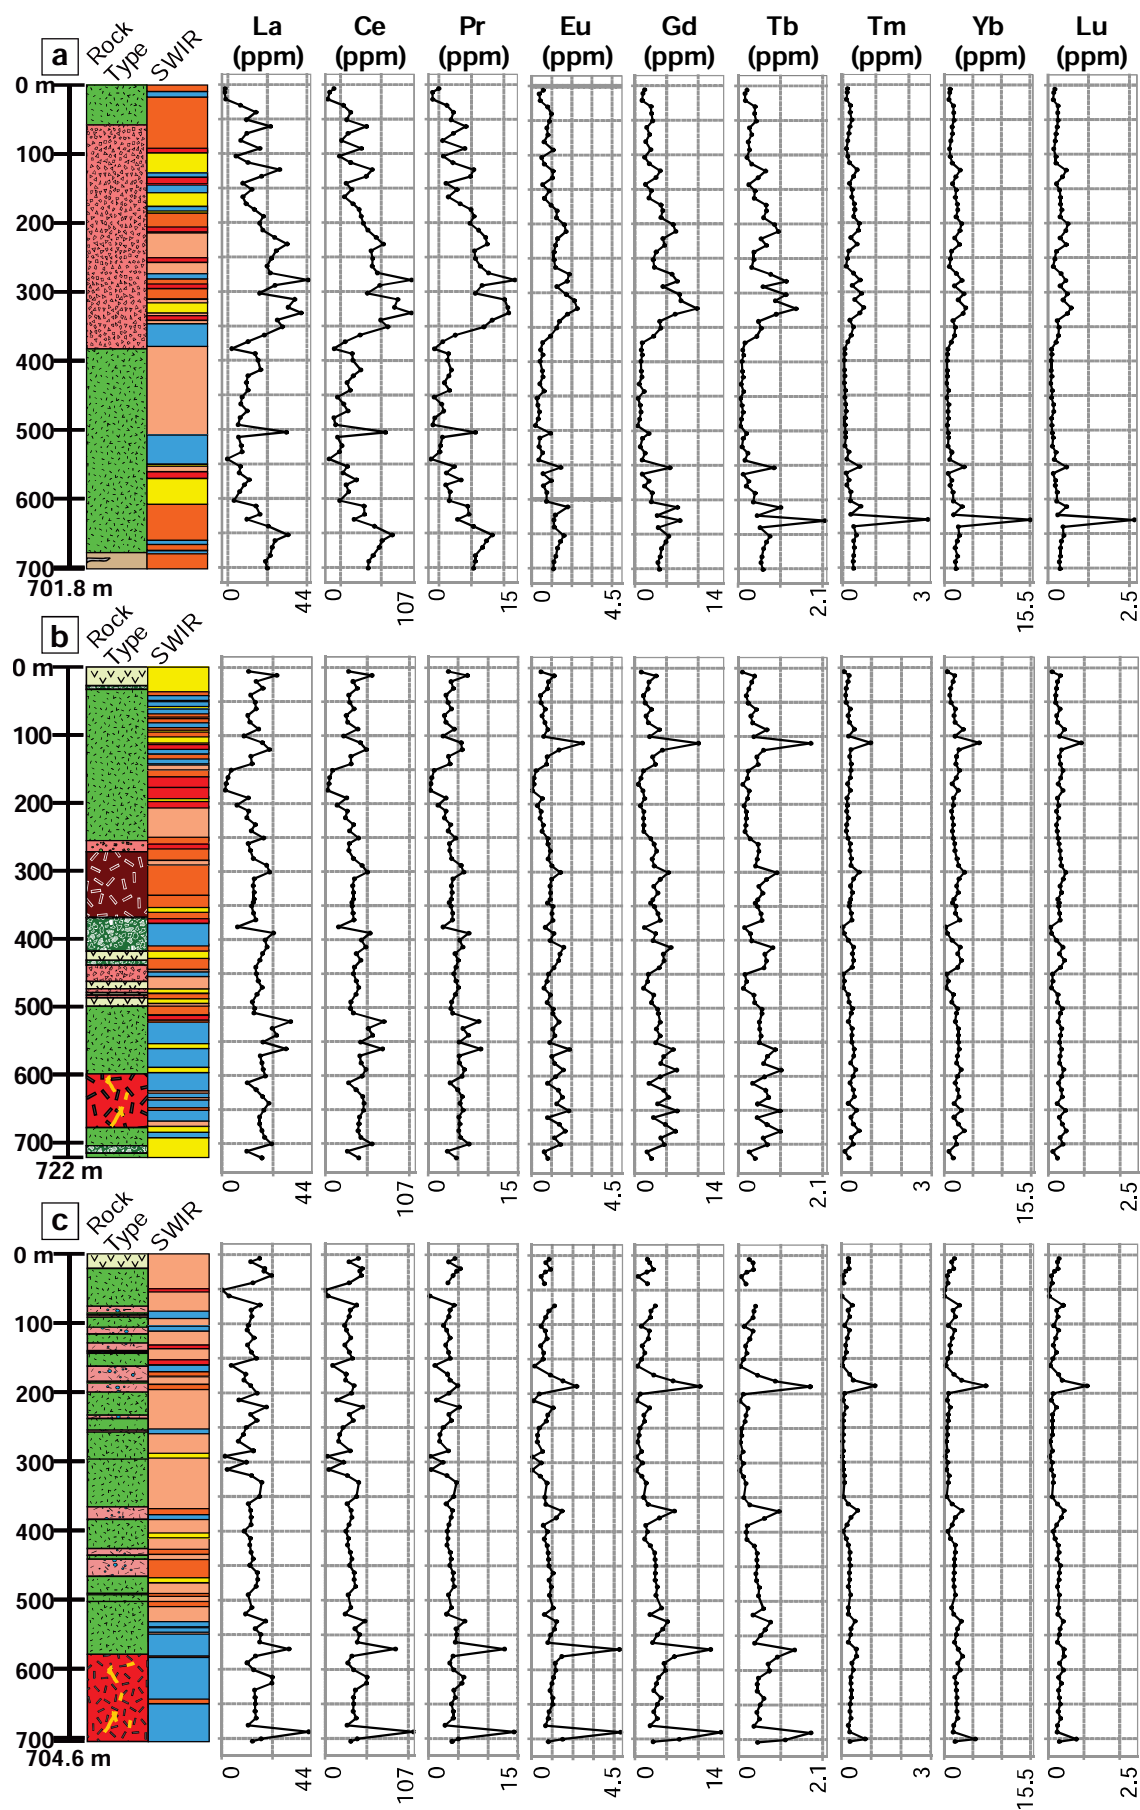 a
Rock Type
SWIR
La (ppm)
Ce (ppm)
Pr (ppm)
Eu (ppm)
Gd (ppm)
Tb (ppm)
Tm (ppm)
Yb (ppm)
Lu (ppm)
0 m
100
200
300
400
500
600
700
701.8 m
0 44
0 107
0 15
0 4.5
0 14
0 2.1
0 3
0 15.5
0 2.5
b
Rock Type
SWIR
0 m
100
200
300
400
500
600
700
722 m
0 44
0 107
0 15
0 4.5
0 14
0 2.1
0 3
0 15.5
0 2.5
c
Rock Type
SWIR
0 m
100
200
300
400
500
600
700
704.6 m
0 44
0 107
0 15
0 4.5
0 14
0 2.1
0 3
0 15.5
0 2.5